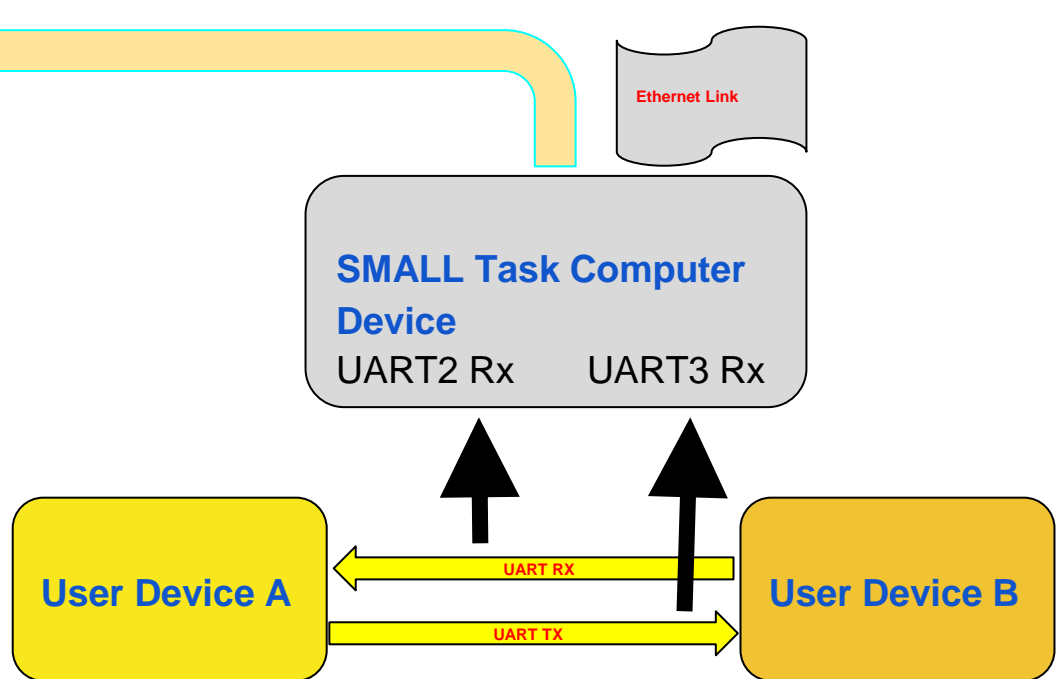 Ethernet Link
SMALL Task Computer
Device
UART2 Rx UART3 Rx
UART RX
User Device A
User Device B
UART TX